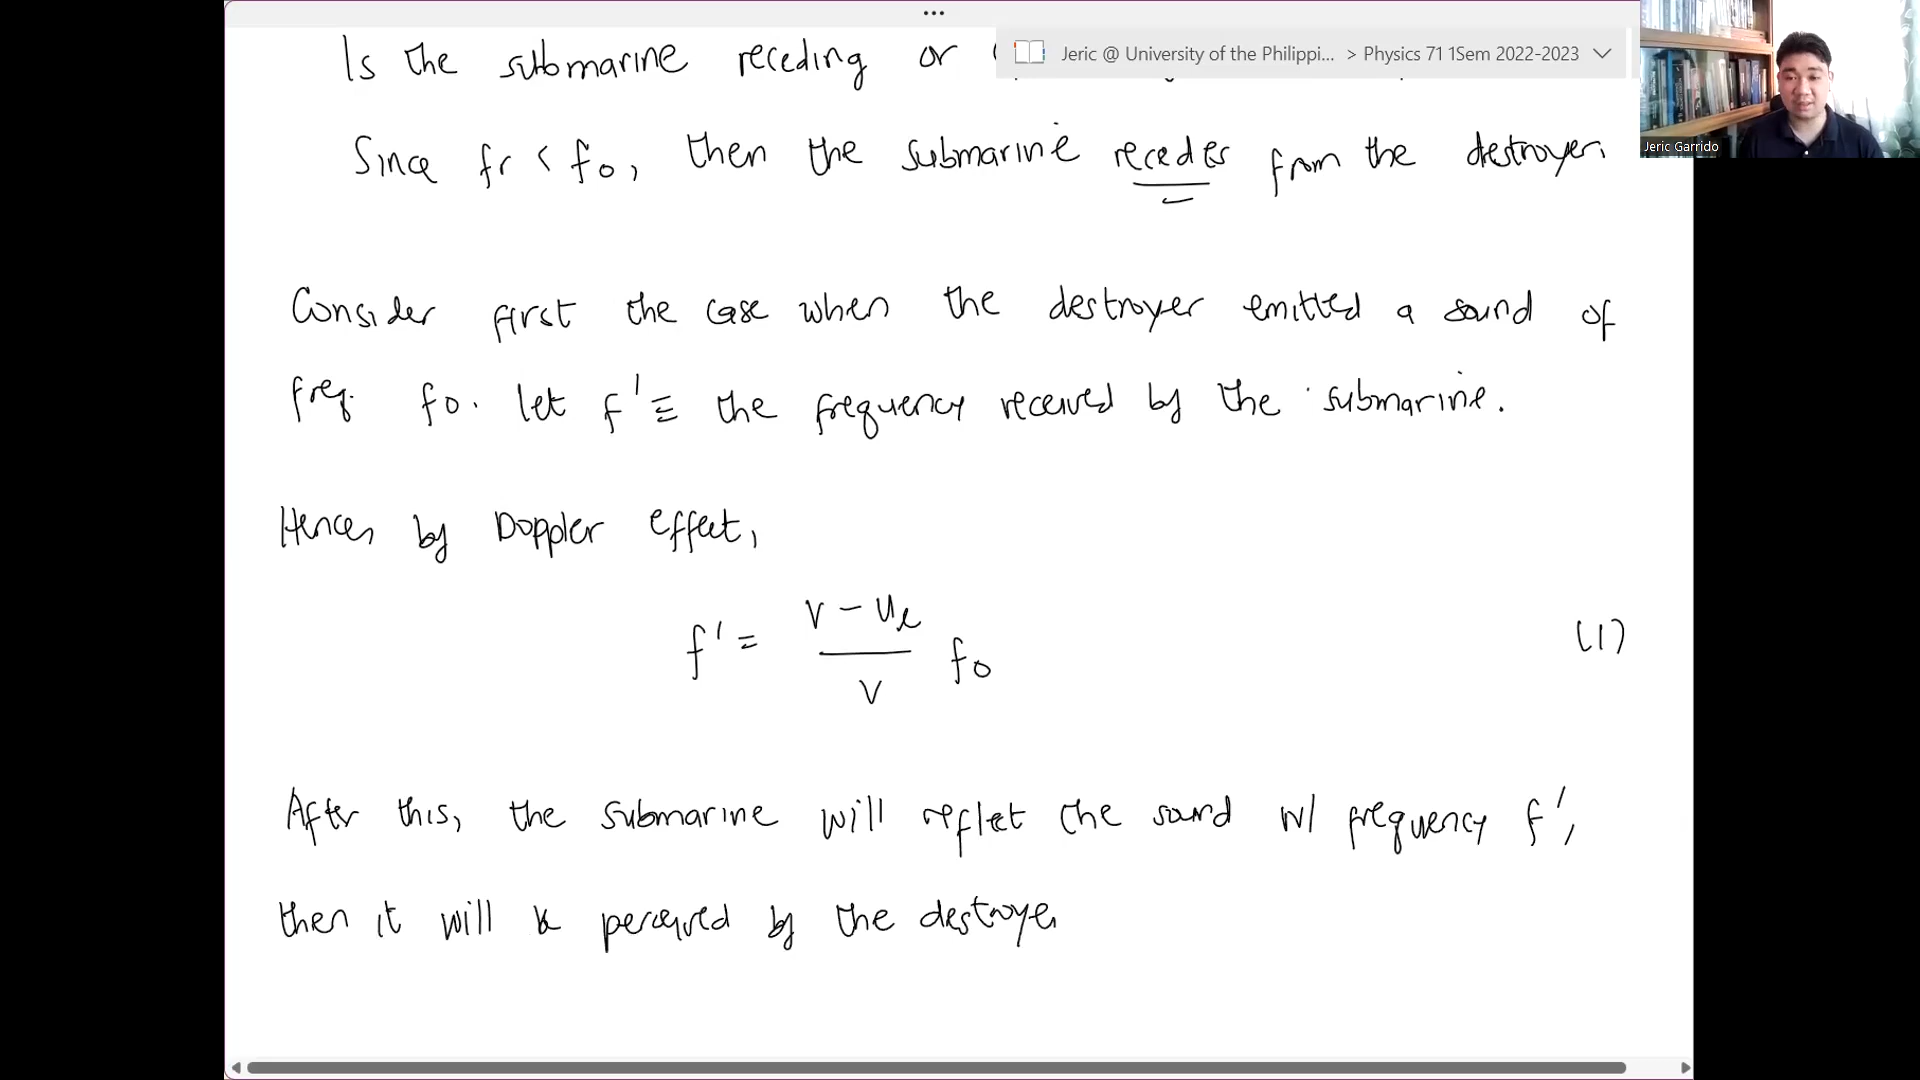 Is the submarine receding or
Jeric @ University of the Philippi... > Physics 71 1Sem 2022-2023
Jeric Garrido
Since fr < fo, then the submarine recedes from the destroyer.
Consider first the case when the destroyer emitted a sound of
freq. fo. let f' ≡ the frequency received by the submarine.
Hence, by Doppler effect,
f' = (v - uℓ)/v fo (1)
After this, the submarine will reflect the sound w/ frequency f',
then it will be perceived by the destroyer